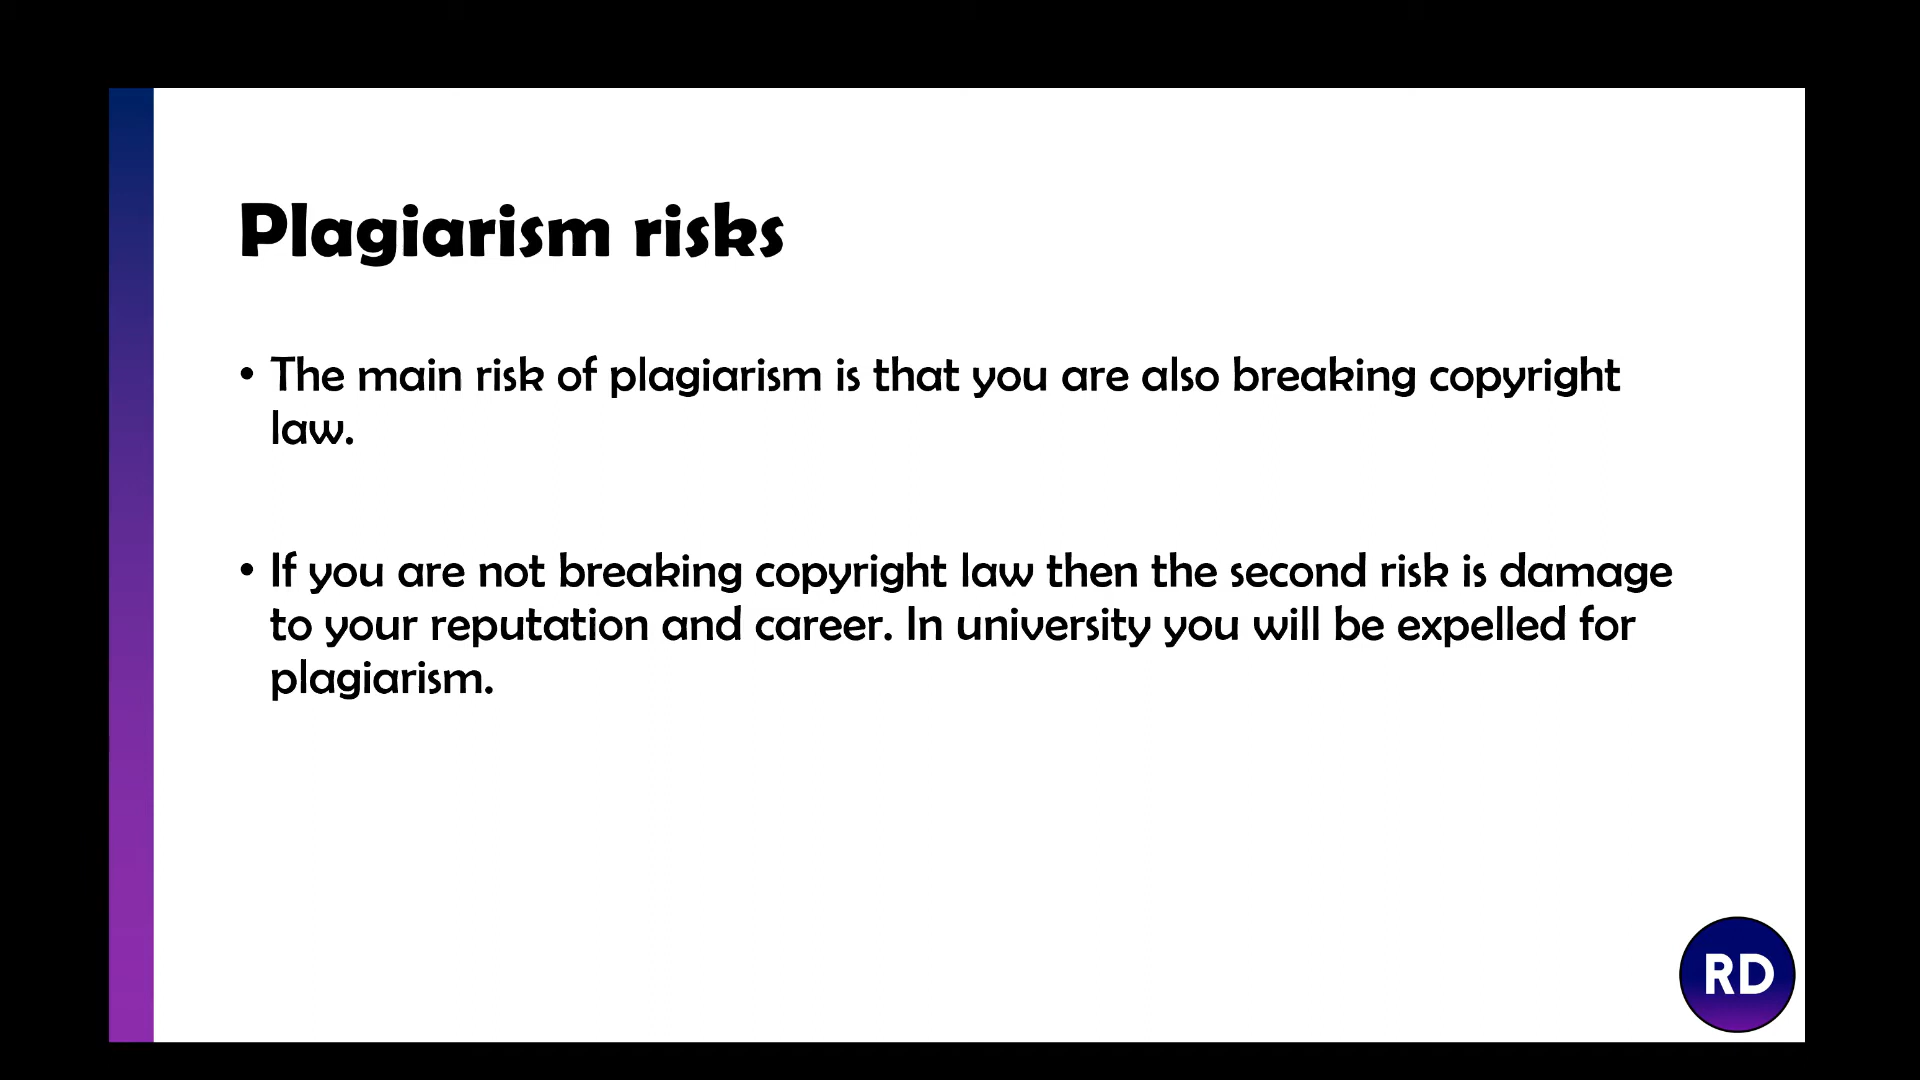 Plagiarism risks
• The main risk of plagiarism is that you are also breaking copyright
law.
• If you are not breaking copyright law then the second risk is damage
to your reputation and career. In university you will be expelled for
plagiarism.
RD